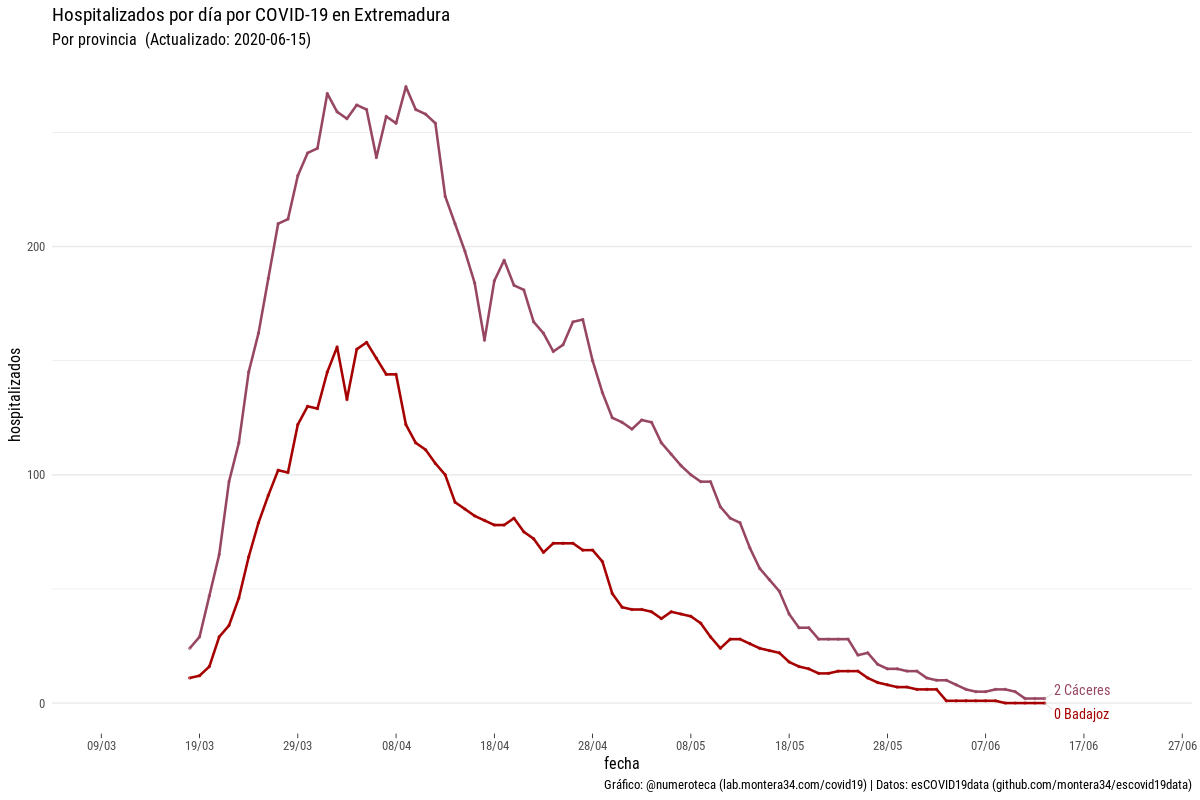 Hospitalizados por día por COVID-19 en Extremadura
Por provincia (Actualizado: 2020-06-15)
hospitalizados
200
100
0
2 Cáceres
0 Badajoz
09/03 19/03 29/03 08/04 18/04 28/04 08/05 18/05 28/05 07/06 17/06 27/06
fecha
Gráfico: @numeroteca (lab.montera34.com/covid19) | Datos: esCOVID19data (github.com/montera34/escovid19data)